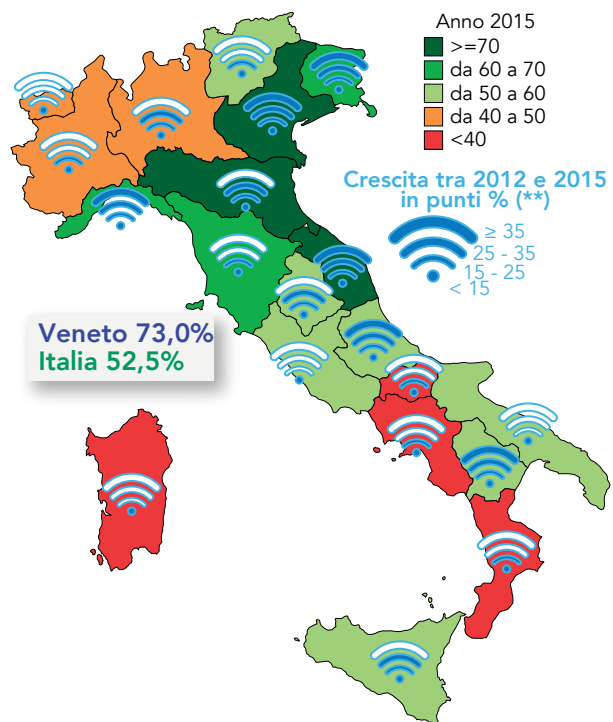 Anno 2015
>=70
da 60 a 70
da 50 a 60
da 40 a 50
<40
Crescita tra 2012 e 2015
in punti % (**)
≥ 35
25 - 35
15 - 25
< 15
Veneto 73,0%
Italia 52,5%